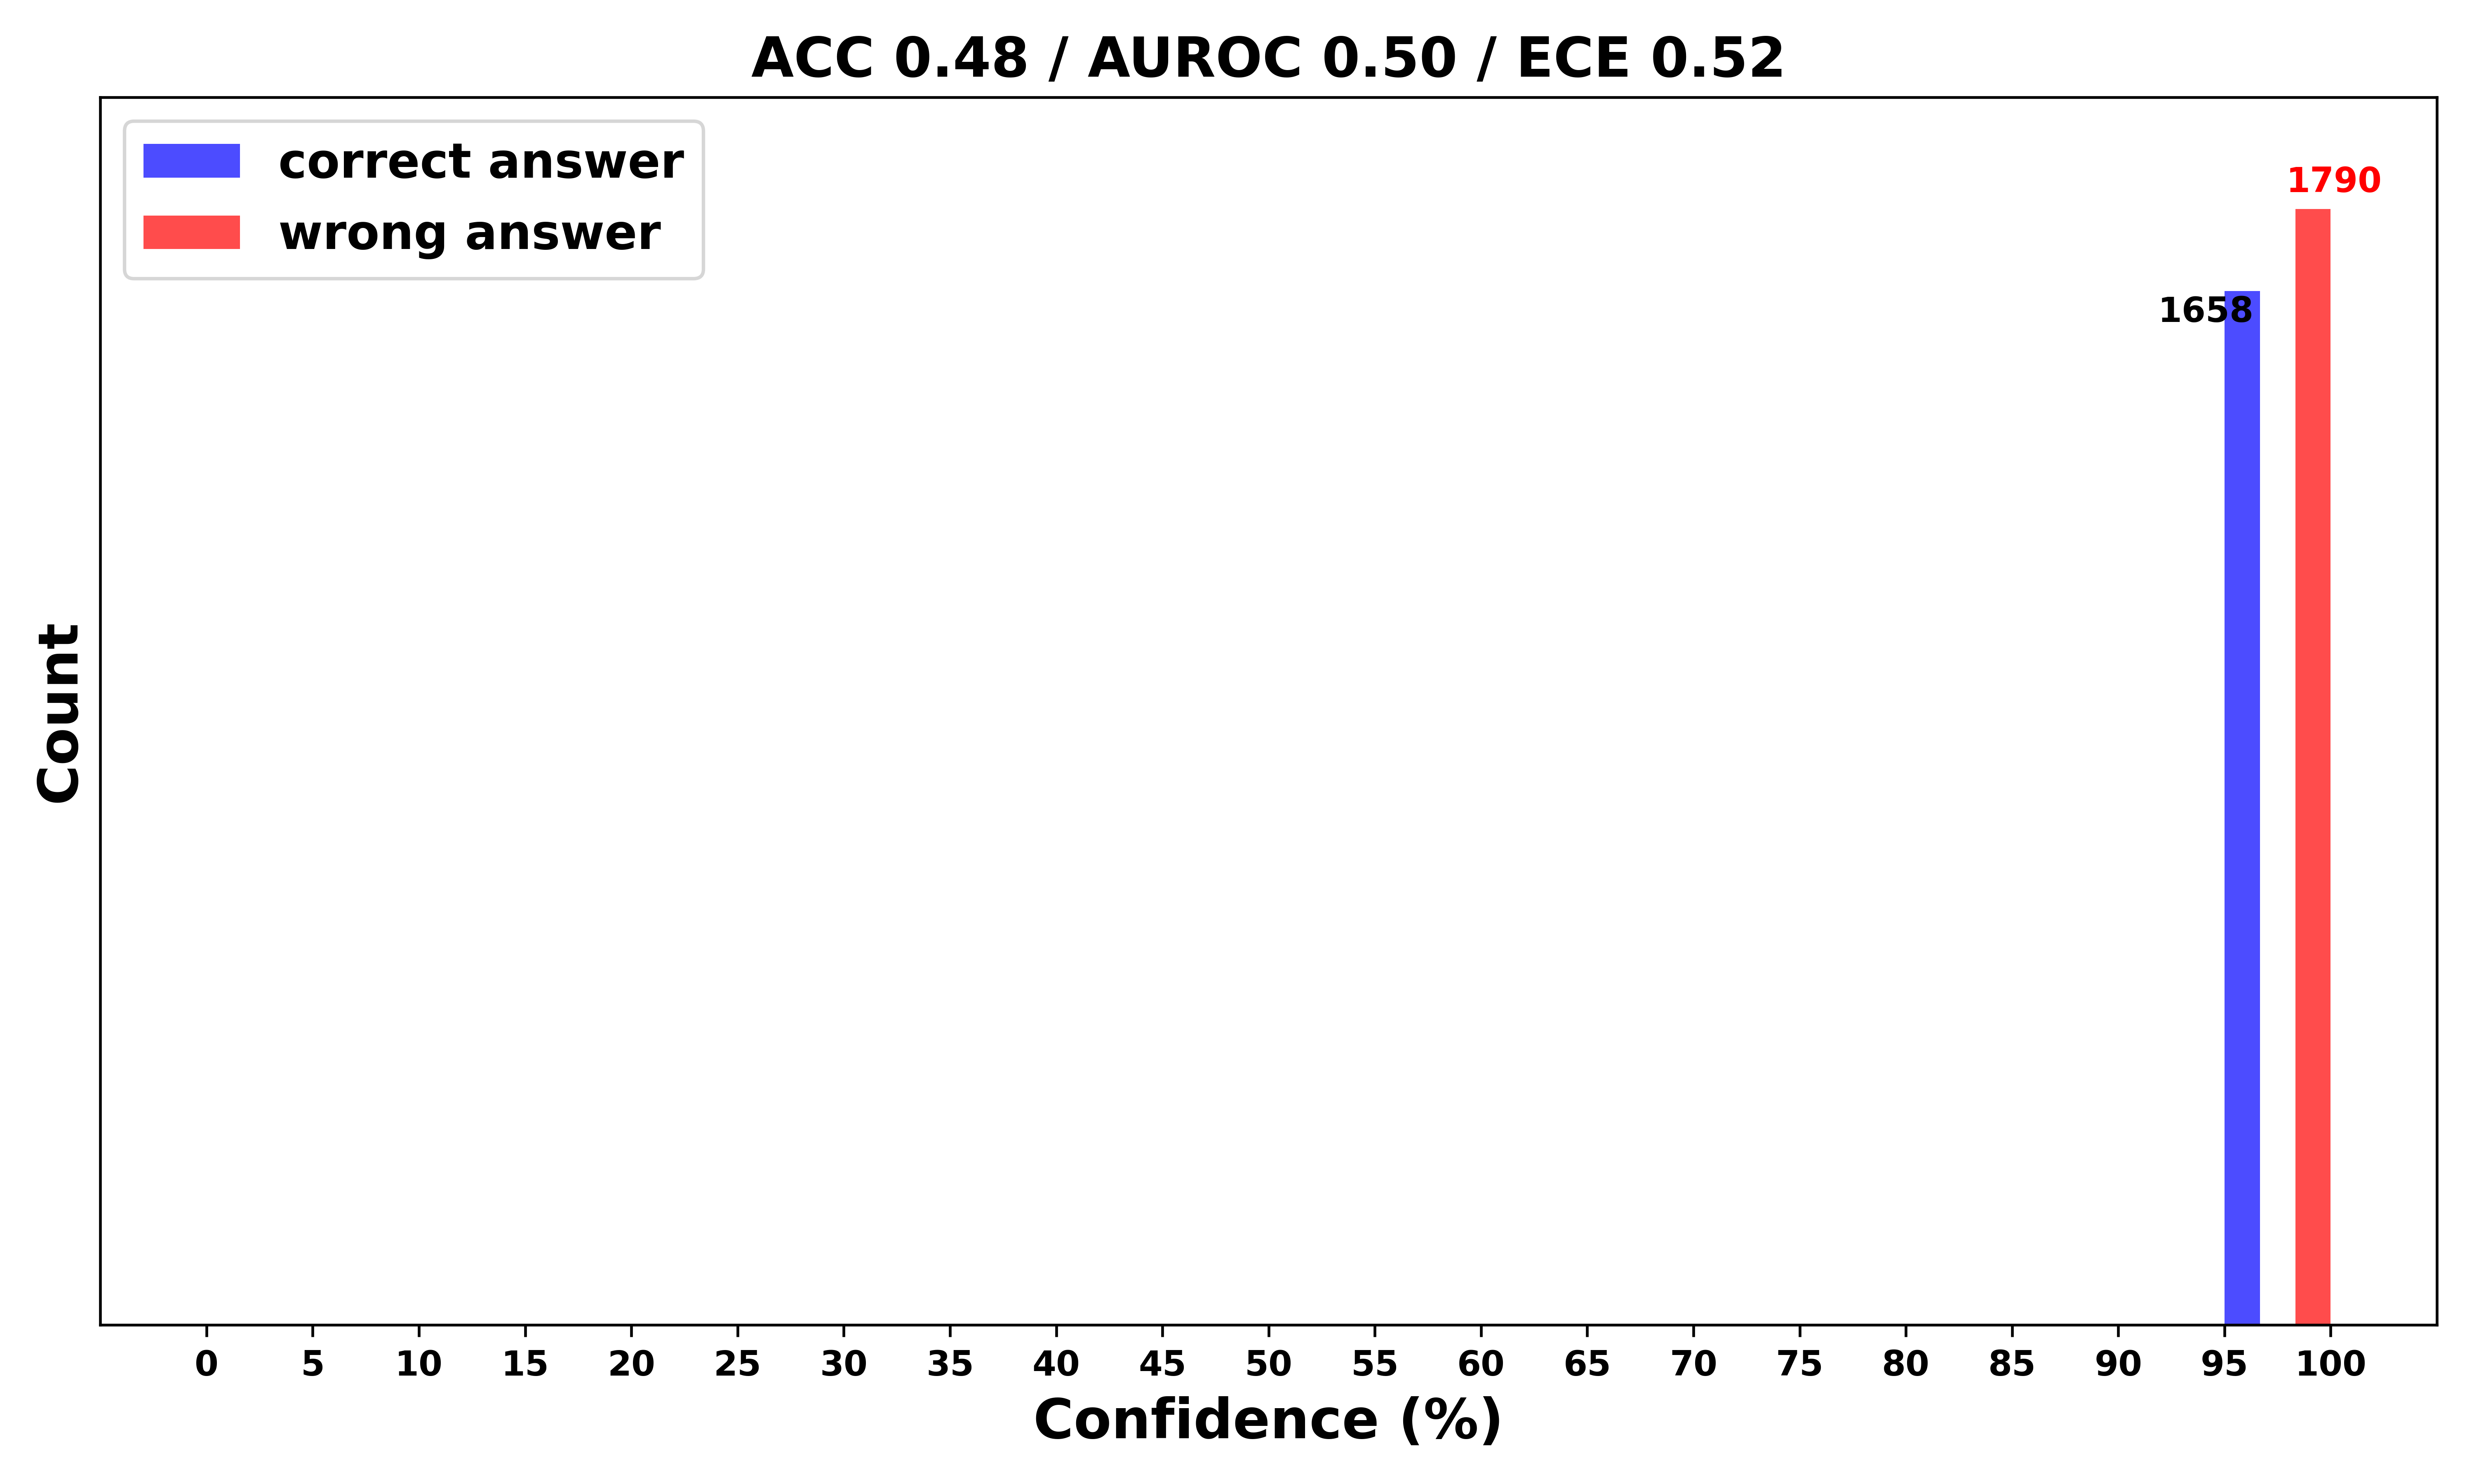 ACC 0.48 / AUROC 0.50 / ECE 0.52
correct answer
wrong answer
1790
1658
Count
0 5 10 15 20 25 30 35 40 45 50 55 60 65 70 75 80 85 90 95 100
Confidence (%)